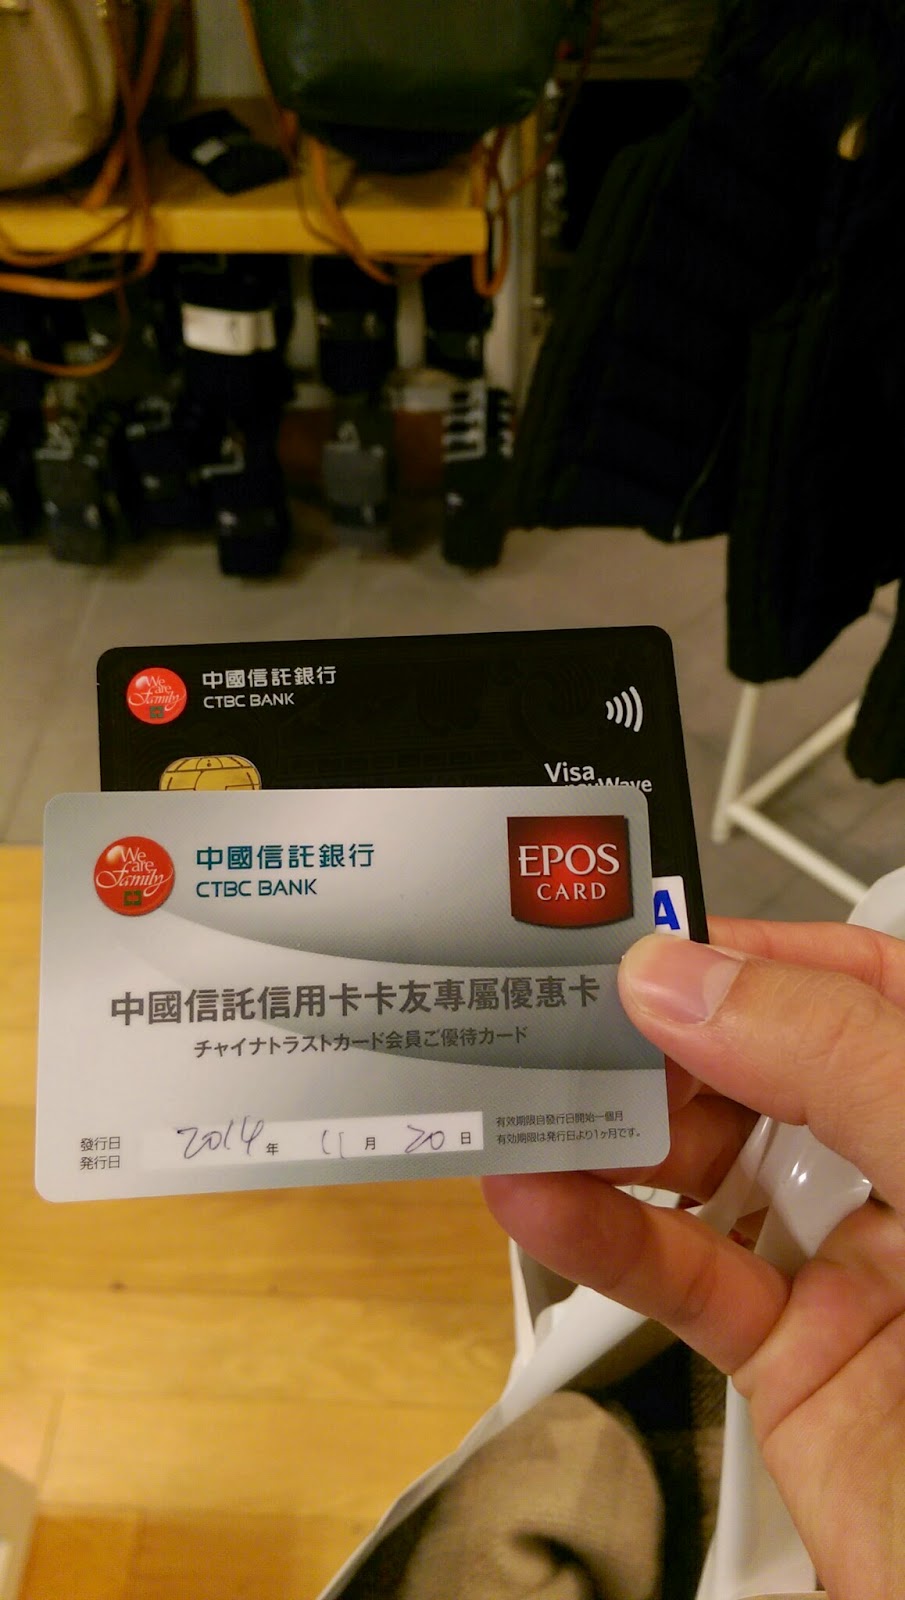 We are Family
中國信託銀行
CTBC BANK
Visa
payWave
We are Family
中國信託銀行
CTBC BANK
EPOS
CARD
A
中國信託信用卡卡友專屬優惠卡
チャイナトラストカード会員ご優待カード
發行日
発行日
2014 年 11 月 20 日
有效期限自發行日開始一個月
有効期限は発行日より1ヶ月です。